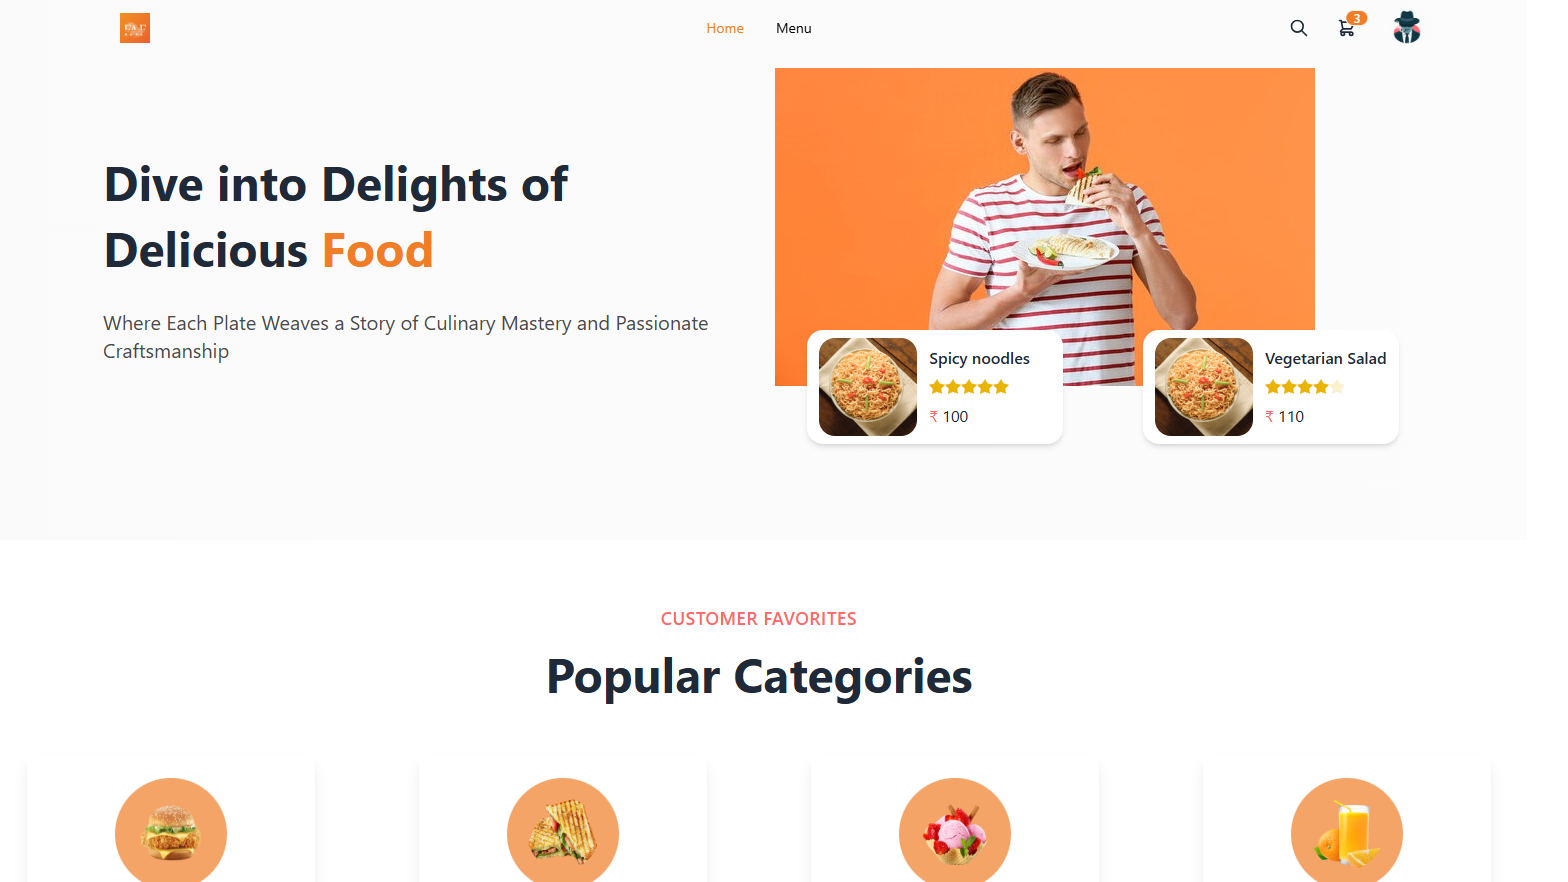 Home
Menu
3
Dive into Delights of
Delicious Food
Where Each Plate Weaves a Story of Culinary Mastery and Passionate
Craftsmanship
Spicy noodles
₹ 100
Vegetarian Salad
₹ 110
CUSTOMER FAVORITES
Popular Categories